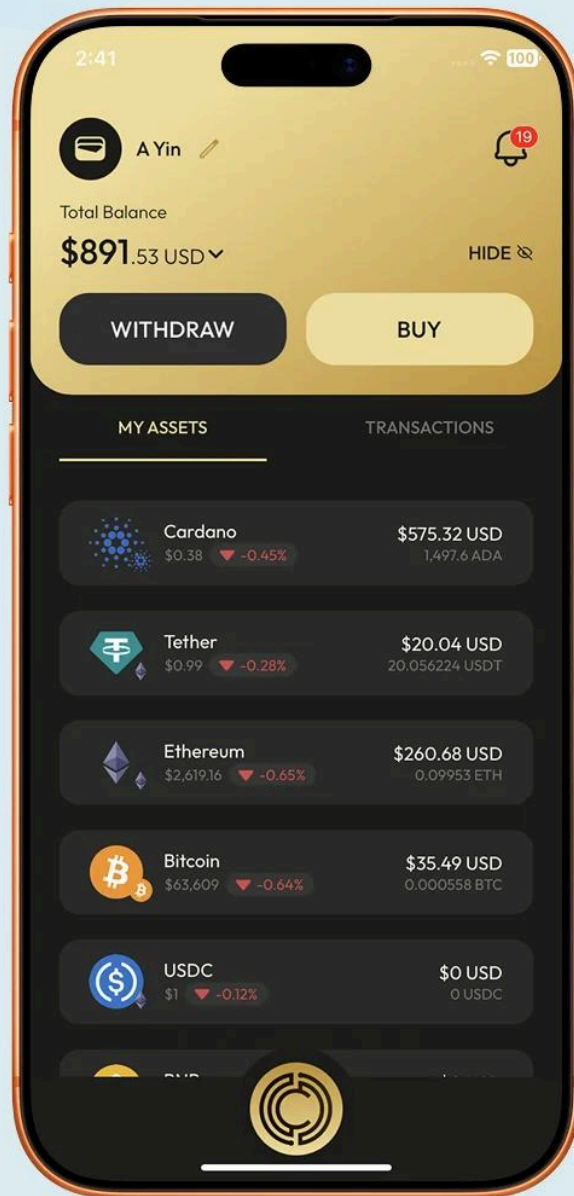 2:41
100
A Yin
19
Total Balance
$891.53 USD
HIDE
WITHDRAW
BUY
MY ASSETS
TRANSACTIONS
Cardano
$575.32 USD
$0.38
-0.45%
1,497.6 ADA
Tether
$20.04 USD
$0.99
-0.28%
20.056224 USDT
Ethereum
$260.68 USD
$2,619.16
-0.65%
0.09953 ETH
Bitcoin
$35.49 USD
$63,609
-0.64%
0.000558 BTC
USDC
$0 USD
$1
-0.12%
0 USDC